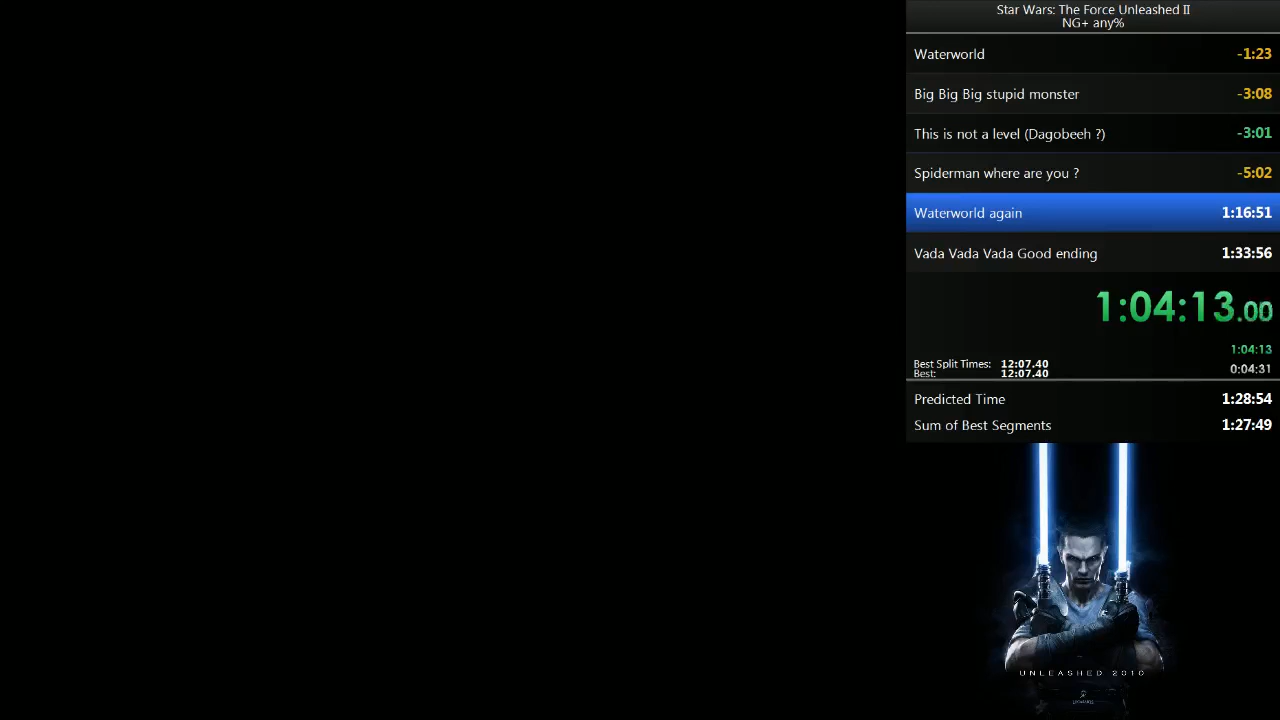 Star Wars: The Force Unleashed II
NG+ any%
Waterworld -1:23
Big Big Big stupid monster -3:08
This is not a level (Dagobeeh ?) -3:01
Spiderman where are you ? -5:02
Waterworld again 1:16:51
Vada Vada Vada Good ending 1:33:56
1:04:13.00
1:04:13
Best Split Times: 12:07.40
Best: 12:07.40
0:04:31
Predicted Time 1:28:54
Sum of Best Segments 1:27:49
UNLEASHED 2010